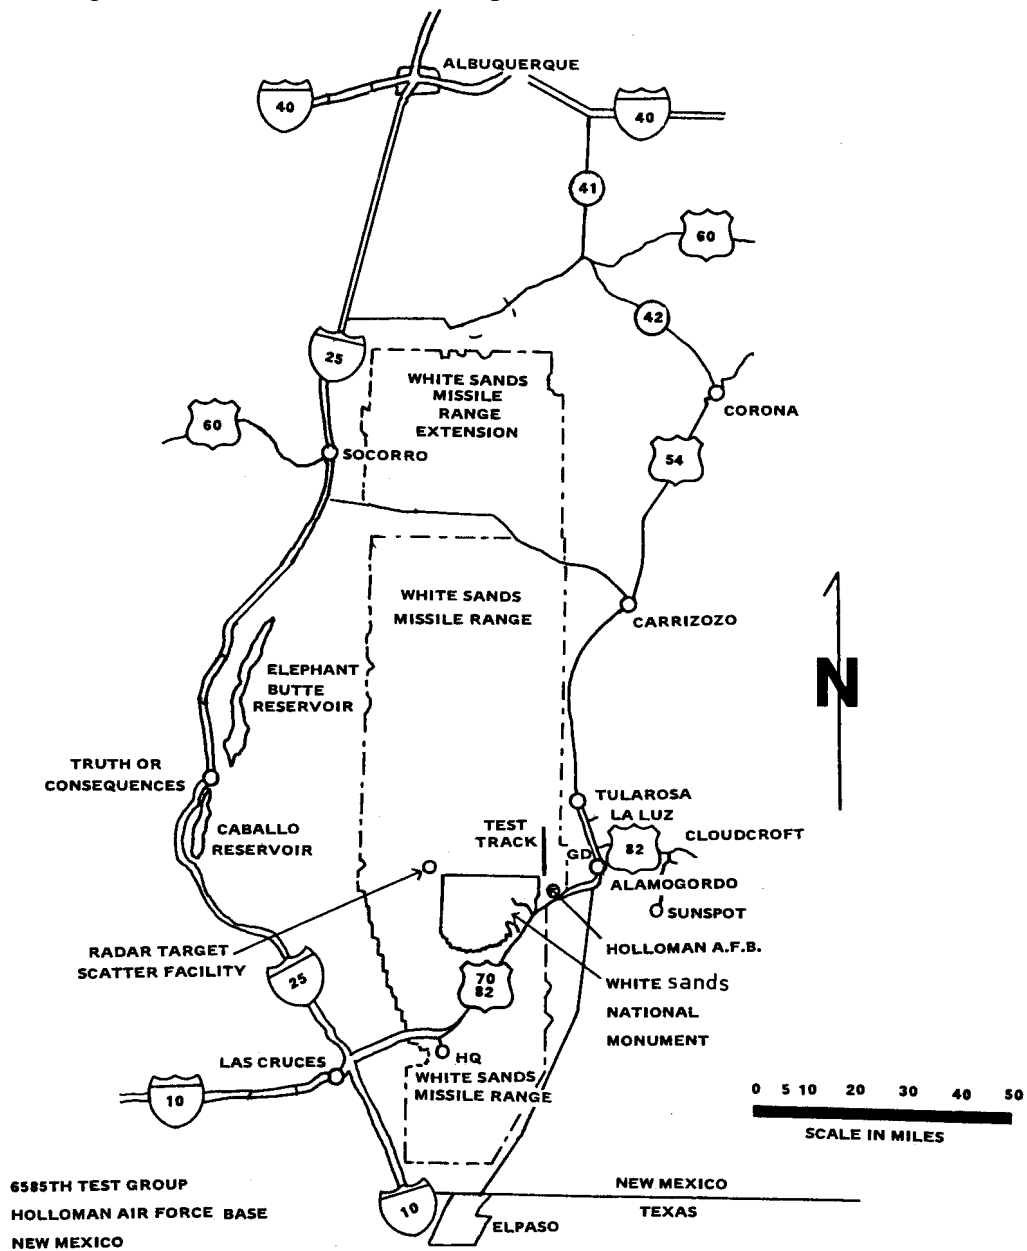 ALBUQUERQUE
40
40
41
60
42
25
WHITE SANDS
MISSILE
RANGE
EXTENSION
CORONA
60
SOCORRO
54
WHITE SANDS
MISSILE RANGE
CARRIZOZO
N
ELEPHANT
BUTTE
RESERVOIR
TRUTH OR
CONSEQUENCES
TULAROSA
LA LUZ
CABALLO
RESERVOIR
TEST
TRACK
GD
82
CLOUDCROFT
ALAMOGORDO
SUNSPOT
RADAR TARGET
SCATTER FACILITY
HOLLOMAN A.F.B.
25
70
82
WHITE sands
NATIONAL
MONUMENT
LAS CRUCES
HQ
WHITE SANDS
MISSILE RANGE
10
0 5 10 20 30 40 50
SCALE IN MILES
10
NEW MEXICO
TEXAS
ELPASO
6585TH TEST GROUP
HOLLOMAN AIR FORCE BASE
NEW MEXICO